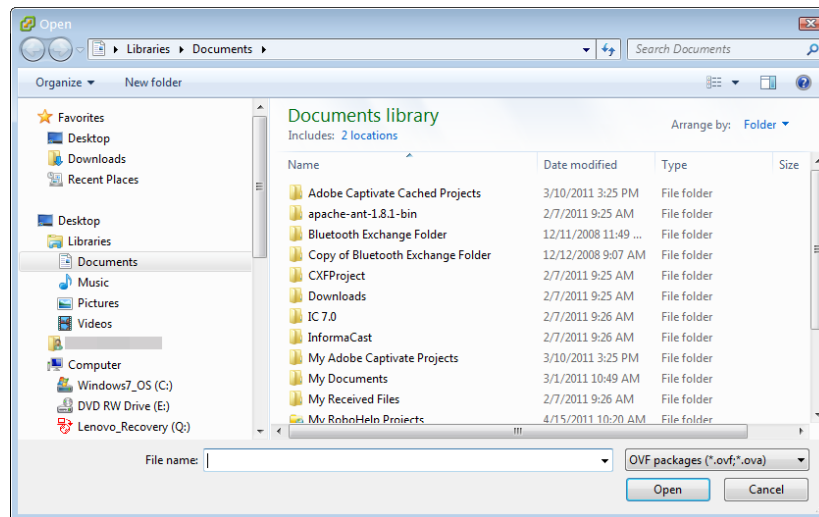 Open
Libraries Documents
Search Documents
Organize New folder
Favorites
Desktop
Downloads
Recent Places
Desktop
Libraries
Documents
Music
Pictures
Videos
Computer
Windows7_OS (C:)
DVD RW Drive (E:)
Lenovo_Recovery (Q:)
Documents library
Includes: 2 locations
Arrange by: Folder
Name Date modified Type Size
Adobe Captivate Cached Projects 3/10/2011 3:25 PM File folder
apache-ant-1.8.1-bin 2/7/2011 9:25 AM File folder
Bluetooth Exchange Folder 12/11/2008 11:49 ... File folder
Copy of Bluetooth Exchange Folder 12/12/2008 9:07 AM File folder
CXFProject 2/7/2011 9:25 AM File folder
Downloads 2/7/2011 9:25 AM File folder
IC 7.0 2/7/2011 9:26 AM File folder
InformaCast 2/7/2011 9:26 AM File folder
My Adobe Captivate Projects 3/10/2011 3:25 PM File folder
My Documents 3/1/2011 10:49 AM File folder
My Received Files 2/7/2011 9:26 AM File folder
My RoboHelp Projects 4/15/2011 10:20 AM File folder
File name:
OVF packages (*.ovf;*.ova)
Open Cancel